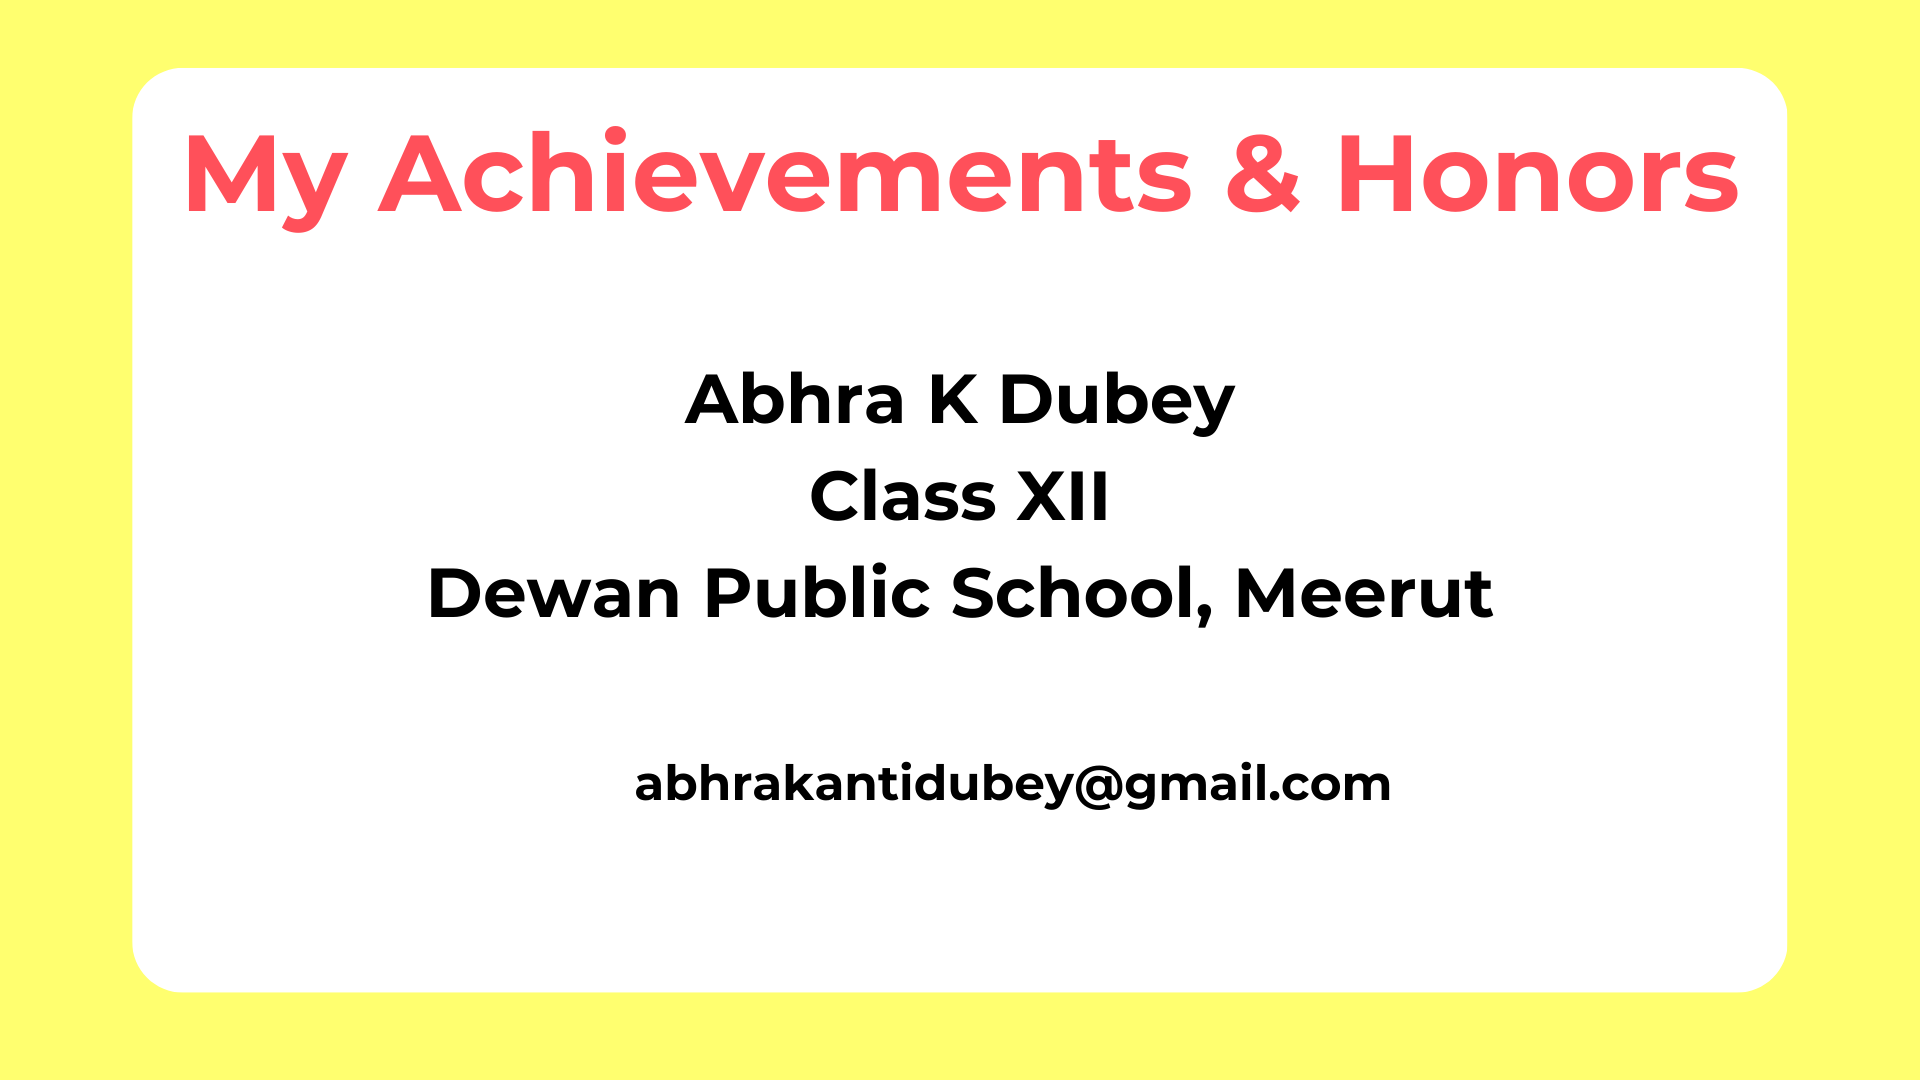 My Achievements & Honors
Abhra K Dubey
Class XII
Dewan Public School, Meerut
abhrakantidubey@gmail.com